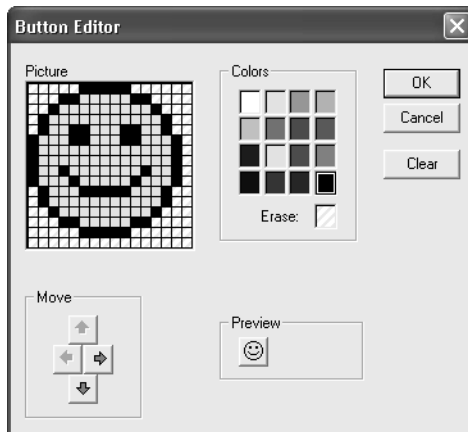 Button Editor
Picture
Colors
OK
Cancel
Clear
Erase:
Move
Preview